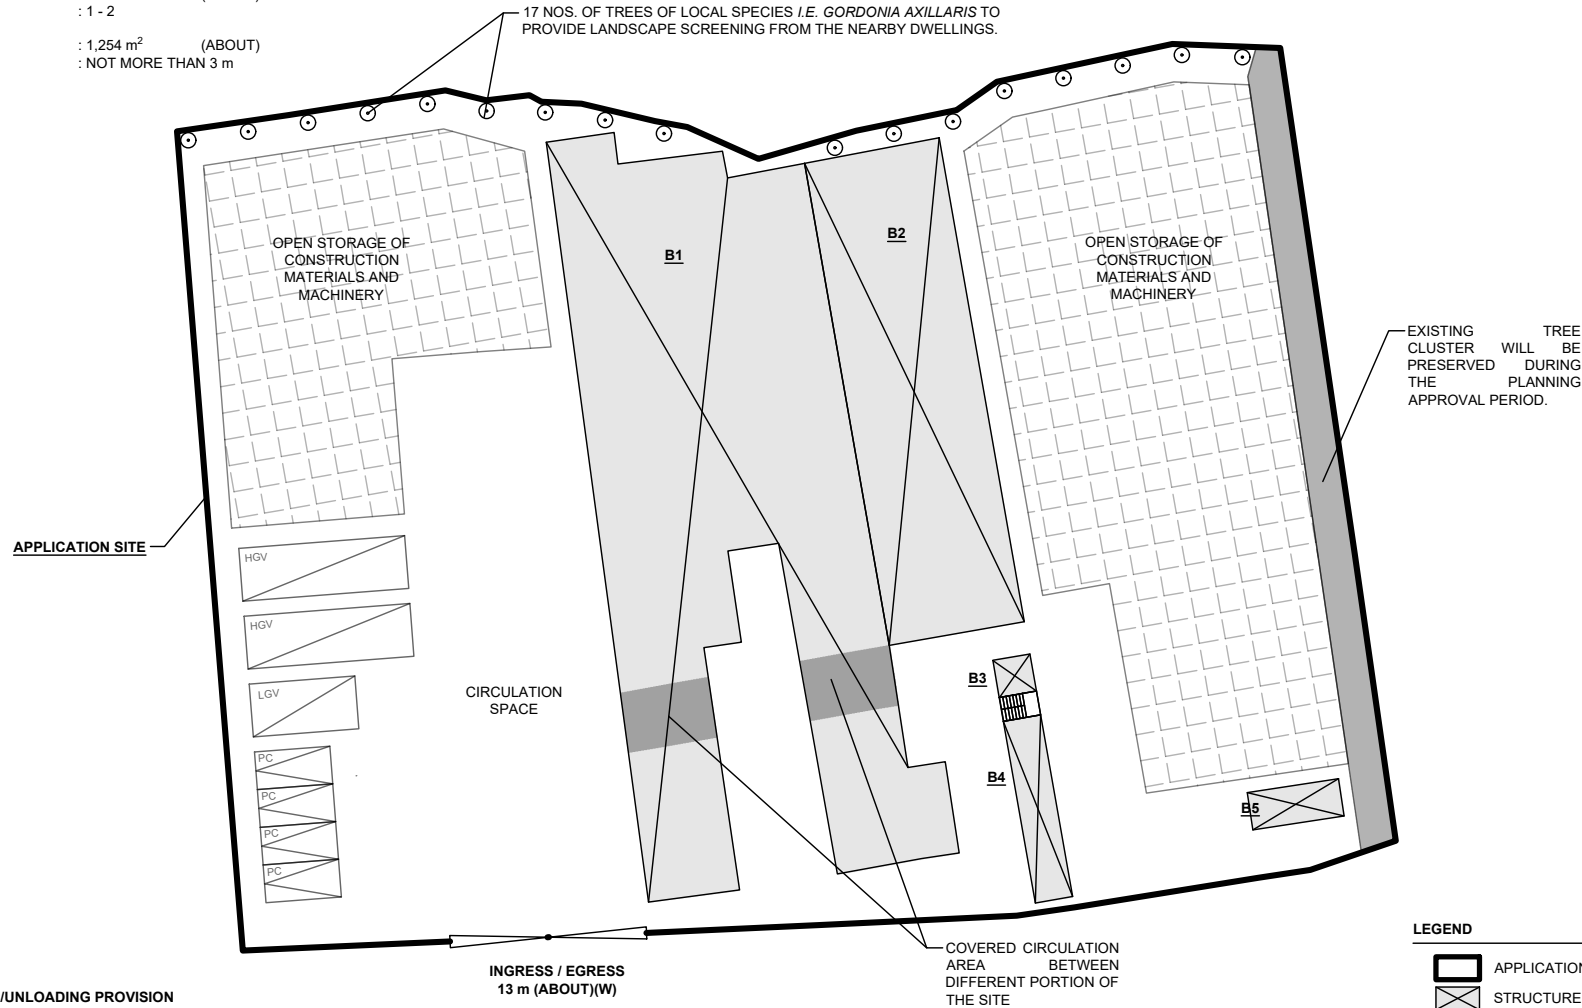 : 1 - 2
: 1,254 m² (ABOUT)
: NOT MORE THAN 3 m
17 NOS. OF TREES OF LOCAL SPECIES I.E. GORDONIA AXILLARIS TO
PROVIDE LANDSCAPE SCREENING FROM THE NEARBY DWELLINGS.
OPEN STORAGE OF
CONSTRUCTION
MATERIALS AND
MACHINERY
B1
B2
OPEN STORAGE OF
CONSTRUCTION
MATERIALS AND
MACHINERY
EXISTING TREE
CLUSTER WILL BE
PRESERVED DURING
THE PLANNING
APPROVAL PERIOD.
APPLICATION SITE
HGV
HGV
LGV
PC
PC
PC
PC
CIRCULATION
SPACE
B3
B4
B5
INGRESS / EGRESS
13 m (ABOUT)(W)
COVERED CIRCULATION
AREA BETWEEN
DIFFERENT PORTION OF
THE SITE
LEGEND
APPLICATION
STRUCTURE
/UNLOADING PROVISION